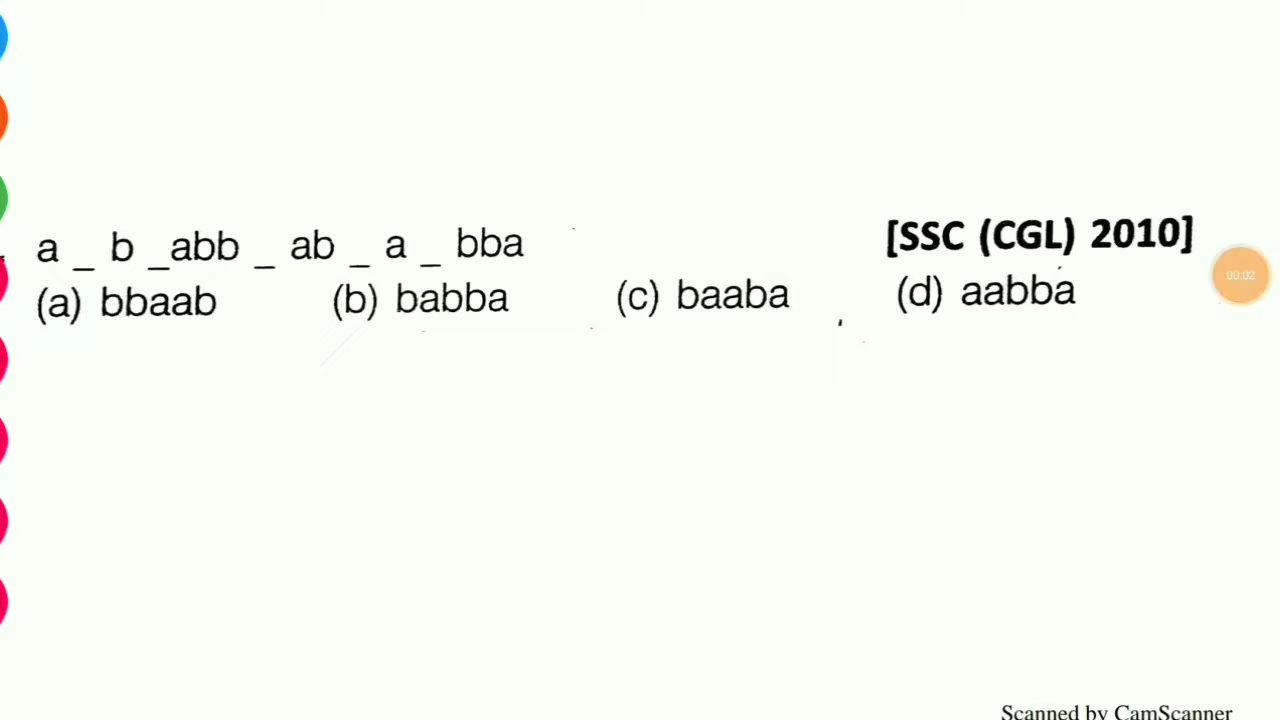 a _ b _abb _ ab _ a _ bba [SSC (CGL) 2010]
(a) bbaab (b) babba (c) baaba (d) aabba
00:02
Scanned by CamScanner